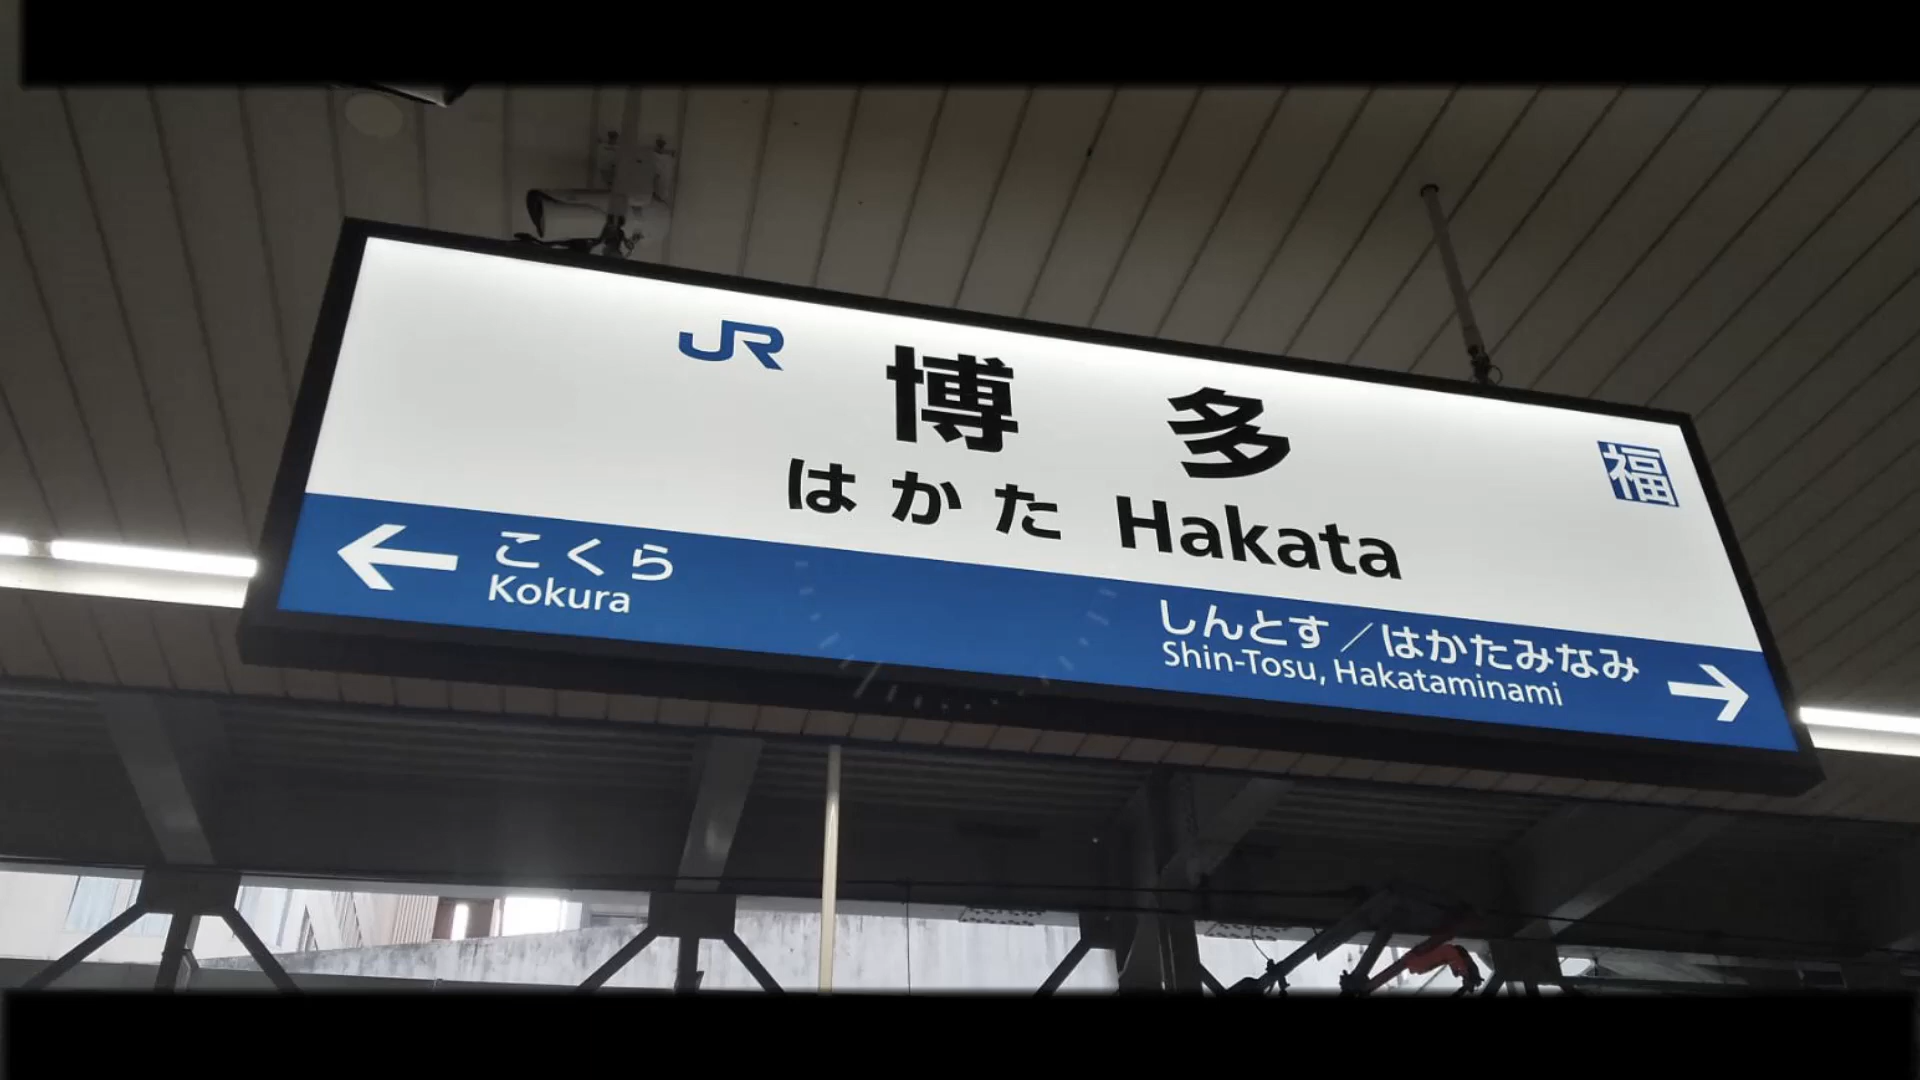 JR 博多
福
はかた Hakata
← こくら
Kokura
しんとす／はかたみなみ →
Shin-Tosu, Hakataminami